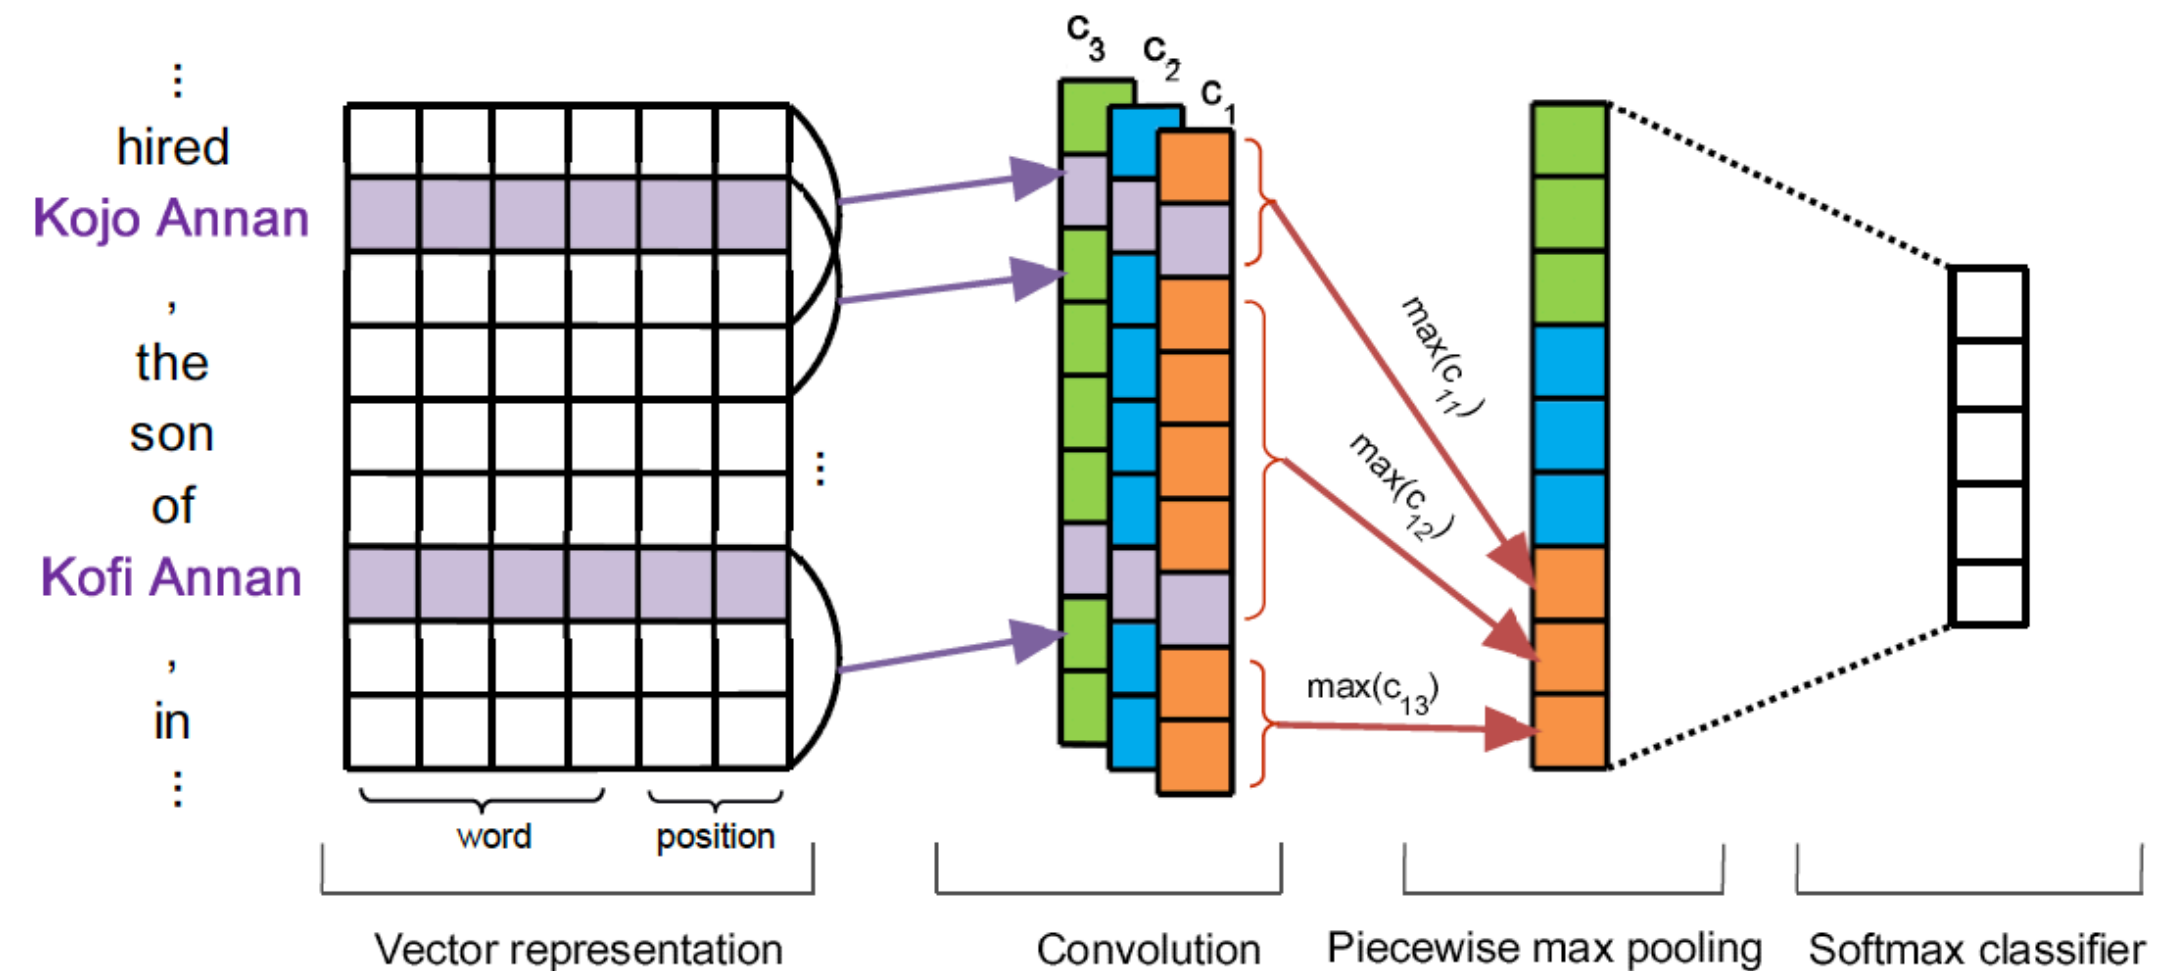 ⋮
hired
Kojo Annan
,
the
son
of
Kofi Annan
,
in
⋮
word
position
Vector representation
⋮
c3
c2
c1
Convolution
max(c11)
max(c12)
max(c13)
Piecewise max pooling
Softmax classifier